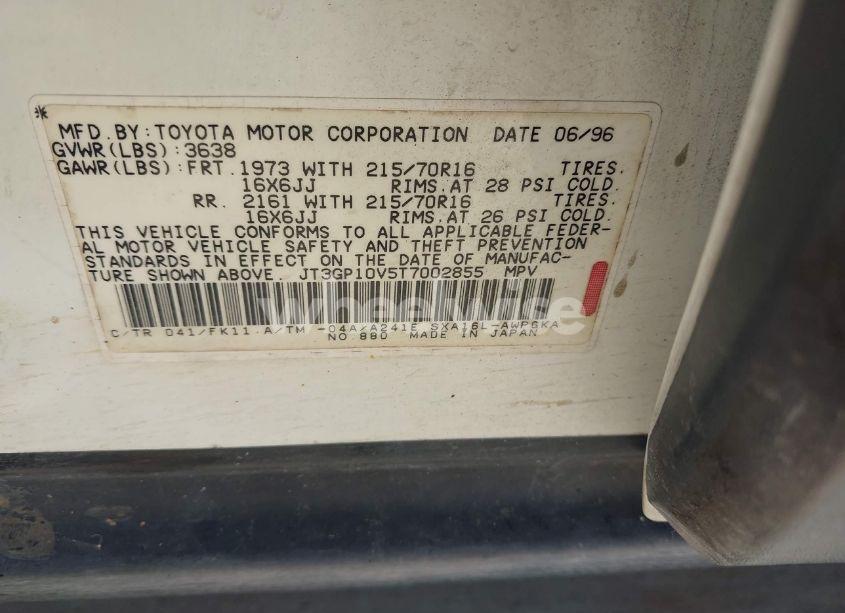 *
MFD. BY: TOYOTA MOTOR CORPORATION DATE 06/96
GVWR(LBS): 3638
GAWR(LBS): FRT. 1973 WITH 215/70R16 TIRES.
16X6JJ RIMS. AT 28 PSI COLD.
RR. 2161 WITH 215/70R16 TIRES.
16X6JJ RIMS. AT 26 PSI COLD.
THIS VEHICLE CONFORMS TO ALL APPLICABLE FEDER-
AL MOTOR VEHICLE SAFETY AND THEFT PREVENTION
STANDARDS IN EFFECT ON THE DATE OF MANUFAC-
TURE SHOWN ABOVE. JT3GP10V5T7002855 MPV
wheelwise
C/TR 041/FK11 A/TM -04A/A241E SXA16L-AWPGKA
NO. 880 MADE IN JAPAN